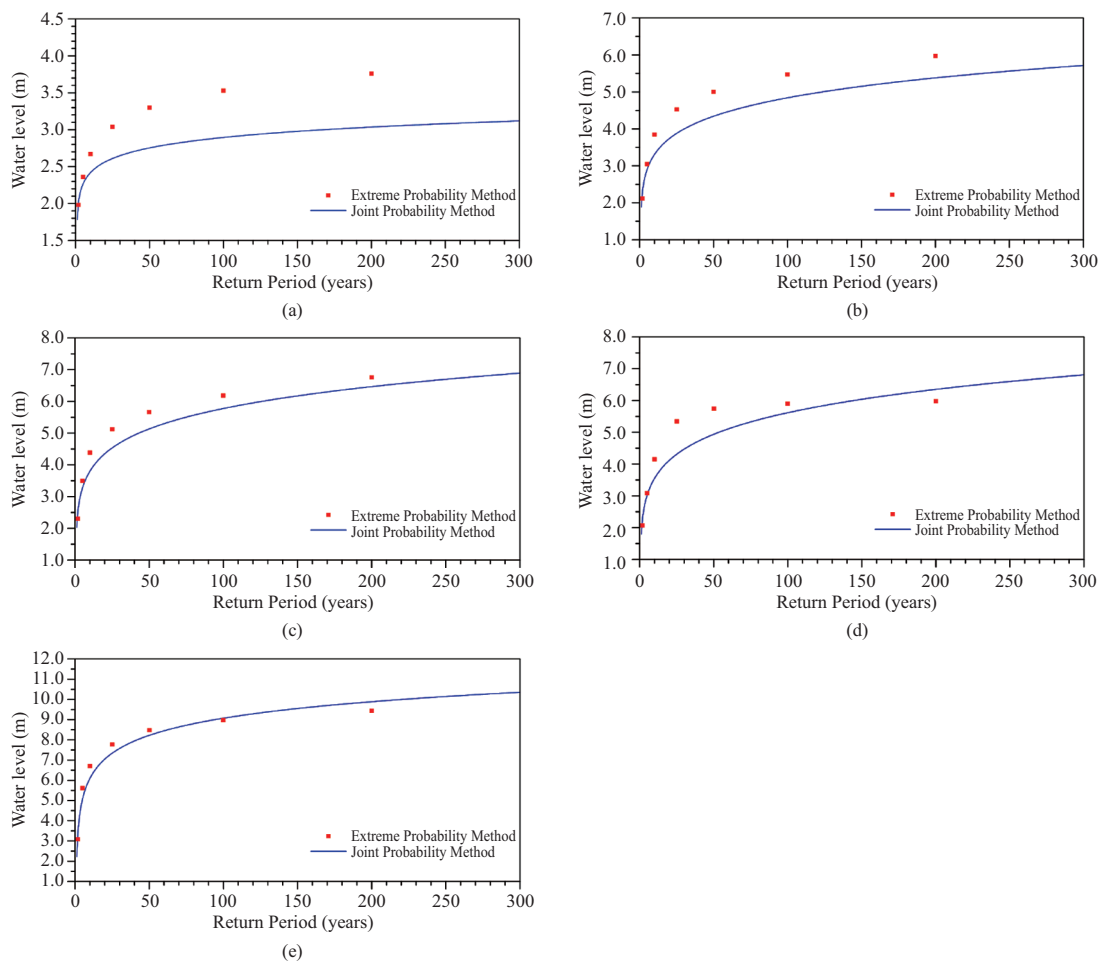 4.5
4.0
3.5
3.0
2.5
2.0
1.5
Water level (m)
Extreme Probability Method
Joint Probability Method
0 50 100 150 200 250 300
Return Period (years)
(a)
7.0
6.0
5.0
4.0
3.0
2.0
1.0
Water level (m)
Extreme Probability Method
Joint Probability Method
0 50 100 150 200 250 300
Return Period (years)
(b)
8.0
7.0
6.0
5.0
4.0
3.0
2.0
1.0
Water level (m)
Extreme Probability Method
Joint Probability Method
0 50 100 150 200 250 300
Return Period (years)
(c)
8.0
7.0
6.0
5.0
4.0
3.0
2.0
1.0
Water level (m)
Extreme Probability Method
Joint Probability Method
0 50 100 150 200 250 300
Return Period (years)
(d)
12.0
11.0
10.0
9.0
8.0
7.0
6.0
5.0
4.0
3.0
2.0
1.0
Water level (m)
Extreme Probability Method
Joint Probability Method
0 50 100 150 200 250 300
Return Period (years)
(e)